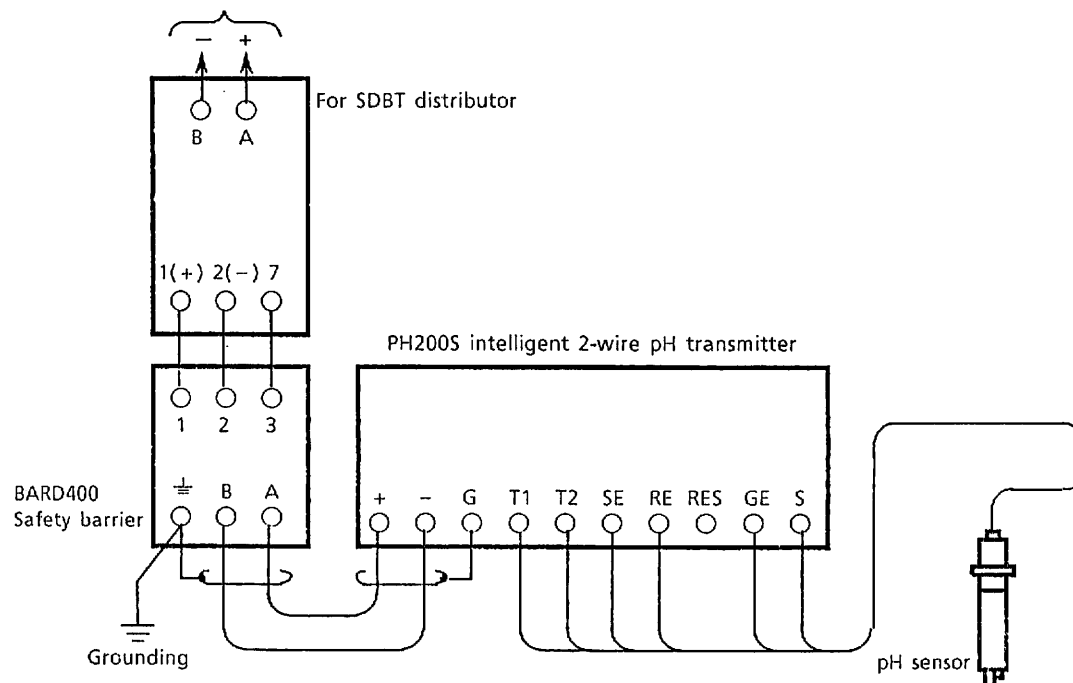 − +
For SDBT distributor
B A
1(+) 2(−) 7
PH200S intelligent 2-wire pH transmitter
1 2 3
BARD400
Safety barrier
B A
+ − G T1 T2 SE RE RES GE S
Grounding
pH sensor